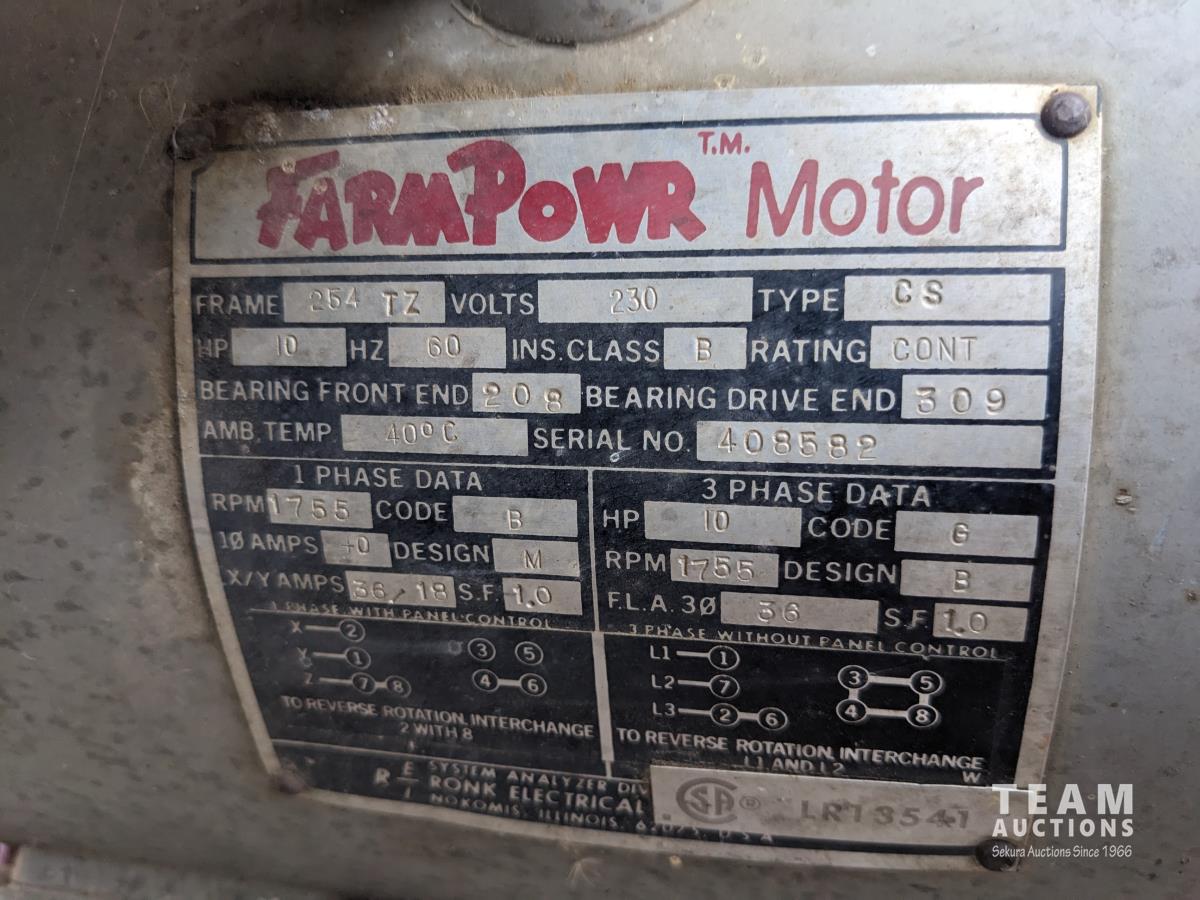 FARMPOWR T.M. Motor
FRAME 254 TZ VOLTS 230 TYPE CS
HP 10 HZ 60 INS. CLASS B RATING CONT
BEARING FRONT END 208 BEARING DRIVE END 309
AMB. TEMP 40°C SERIAL NO. 408582
1 PHASE DATA
RPM 1755 CODE B
1Ø AMPS 40 DESIGN M
X/Y AMPS 36/18 S.F. 1.0
1 PHASE WITH PANEL CONTROL
X 2
Y 1 3 5
Z 7 8 4 6
TO REVERSE ROTATION, INTERCHANGE
2 WITH 8
3 PHASE DATA
HP 10 CODE G
RPM 1755 DESIGN B
F.L.A. 3Ø 36 S.F. 1.0
3 PHASE WITHOUT PANEL CONTROL
L1 1
L2 7 3 5
L3 2 6 4 8
TO REVERSE ROTATION, INTERCHANGE
L1 AND L2 W
SYSTEM ANALYZER DIV
R E I RONK ELECTRICAL
NOKOMIS, ILLINOIS, 62075, U.S.A.
SA ® LR13541
TEAM
AUCTIONS
Sekura Auctions Since 1966